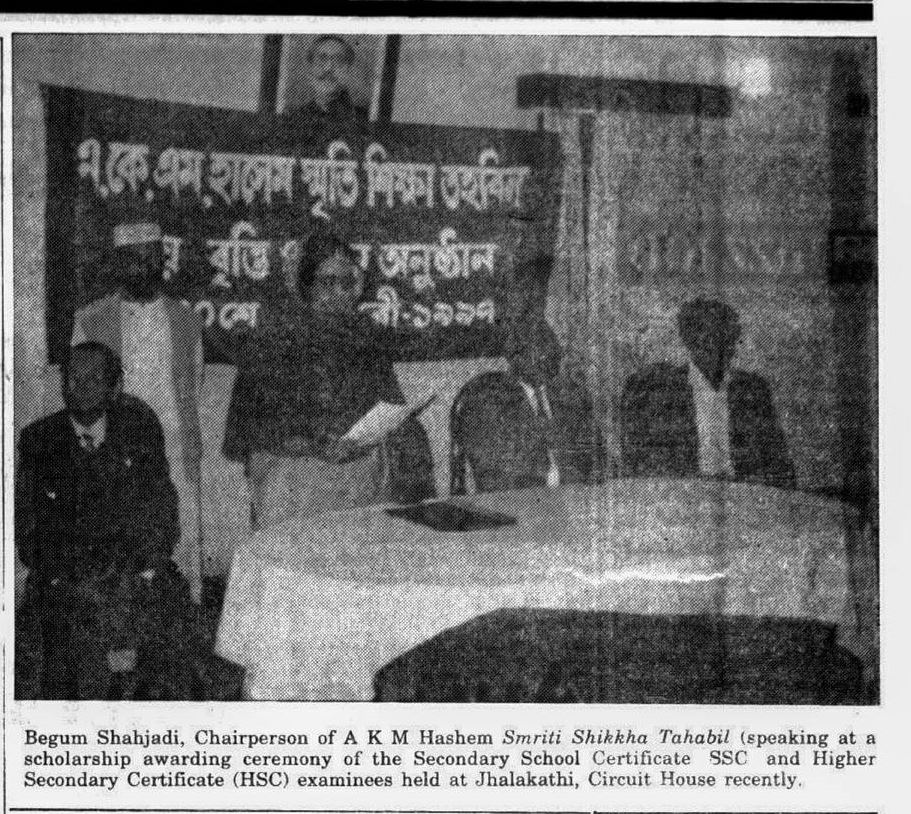 এ.কে.এম.হাসেম স্মৃতি শিক্ষা তহবিল
বৃত্তি অনুষ্ঠান
১৯৯৭
Begum Shahjadi, Chairperson of A K M Hashem Smriti Shikkha Tahabil (speaking at a
scholarship awarding ceremony of the Secondary School Certificate SSC and Higher
Secondary Certificate (HSC) examinees held at Jhalakathi, Circuit House recently.